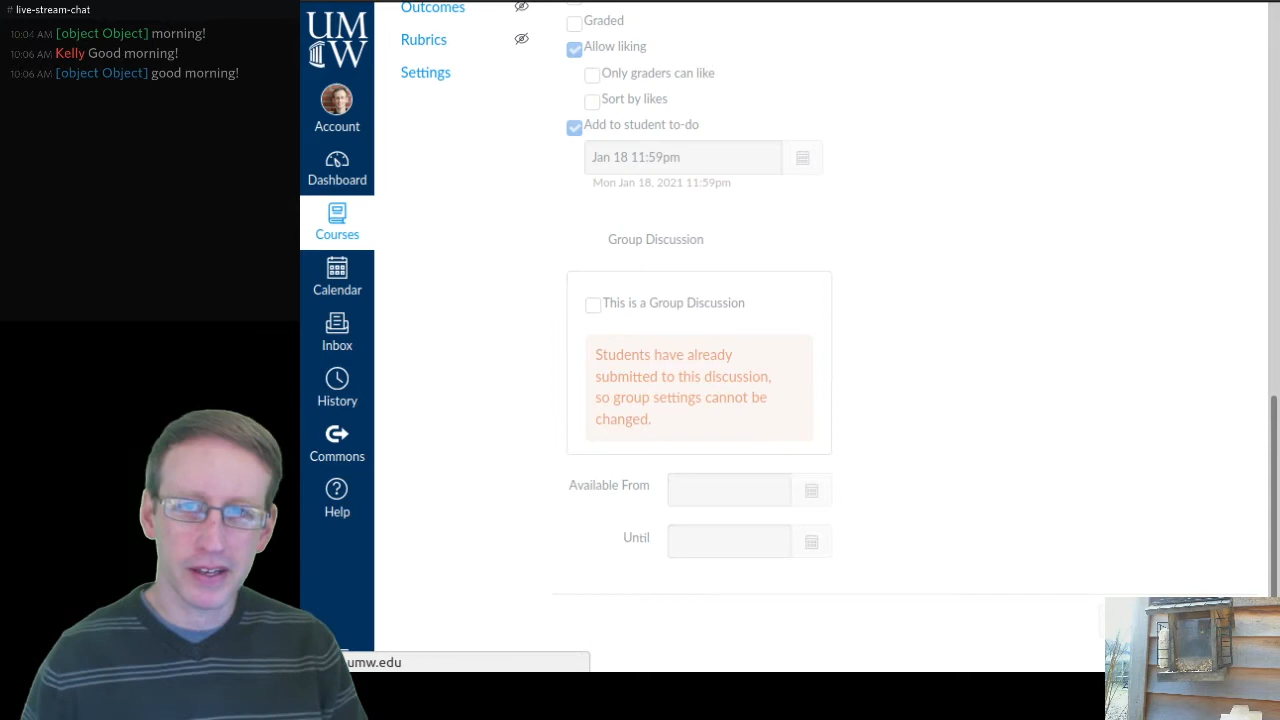 # live-stream-chat
10:04 AM [object Object] morning!
10:06 AM Kelly Good morning!
10:06 AM [object Object] good morning!
UMW
Account
Dashboard
Courses
Calendar
Inbox
History
Commons
Help
Outcomes
Rubrics
Settings
Graded
Allow liking
Only graders can like
Sort by likes
Add to student to-do
Jan 18 11:59pm
Mon Jan 18, 2021 11:59pm
Group Discussion
This is a Group Discussion
Students have already
submitted to this discussion,
so group settings cannot be
changed.
Available From
Until
umw.edu